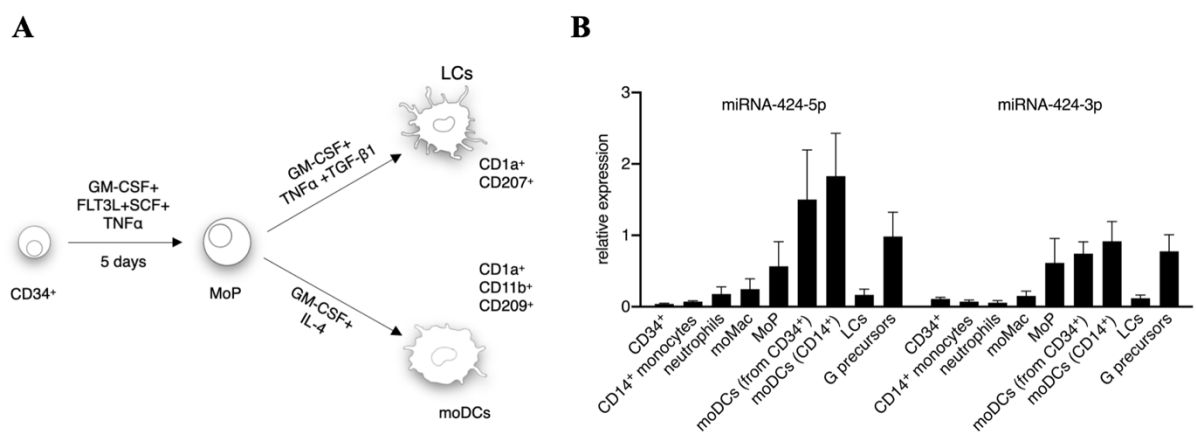 A
LCs
GM-CSF+
TNFα +TGF-β1
CD1a⁺
CD207⁺
GM-CSF+
FLT3L+SCF+
TNFα
5 days
CD34⁺
MoP
CD1a⁺
CD11b⁺
CD209⁺
GM-CSF+
IL-4
moDCs
B
miRNA-424-5p
miRNA-424-3p
relative expression
3
2
1
0
CD34⁺
CD14⁺ monocytes
neutrophils
moMac
MoP
moDCs (from CD34⁺)
moDCs (CD14⁺)
LCs
G precursors
CD34⁺
CD14⁺ monocytes
neutrophils
moMac
MoP
moDCs (from CD34⁺)
moDCs (CD14⁺)
LCs
G precursors